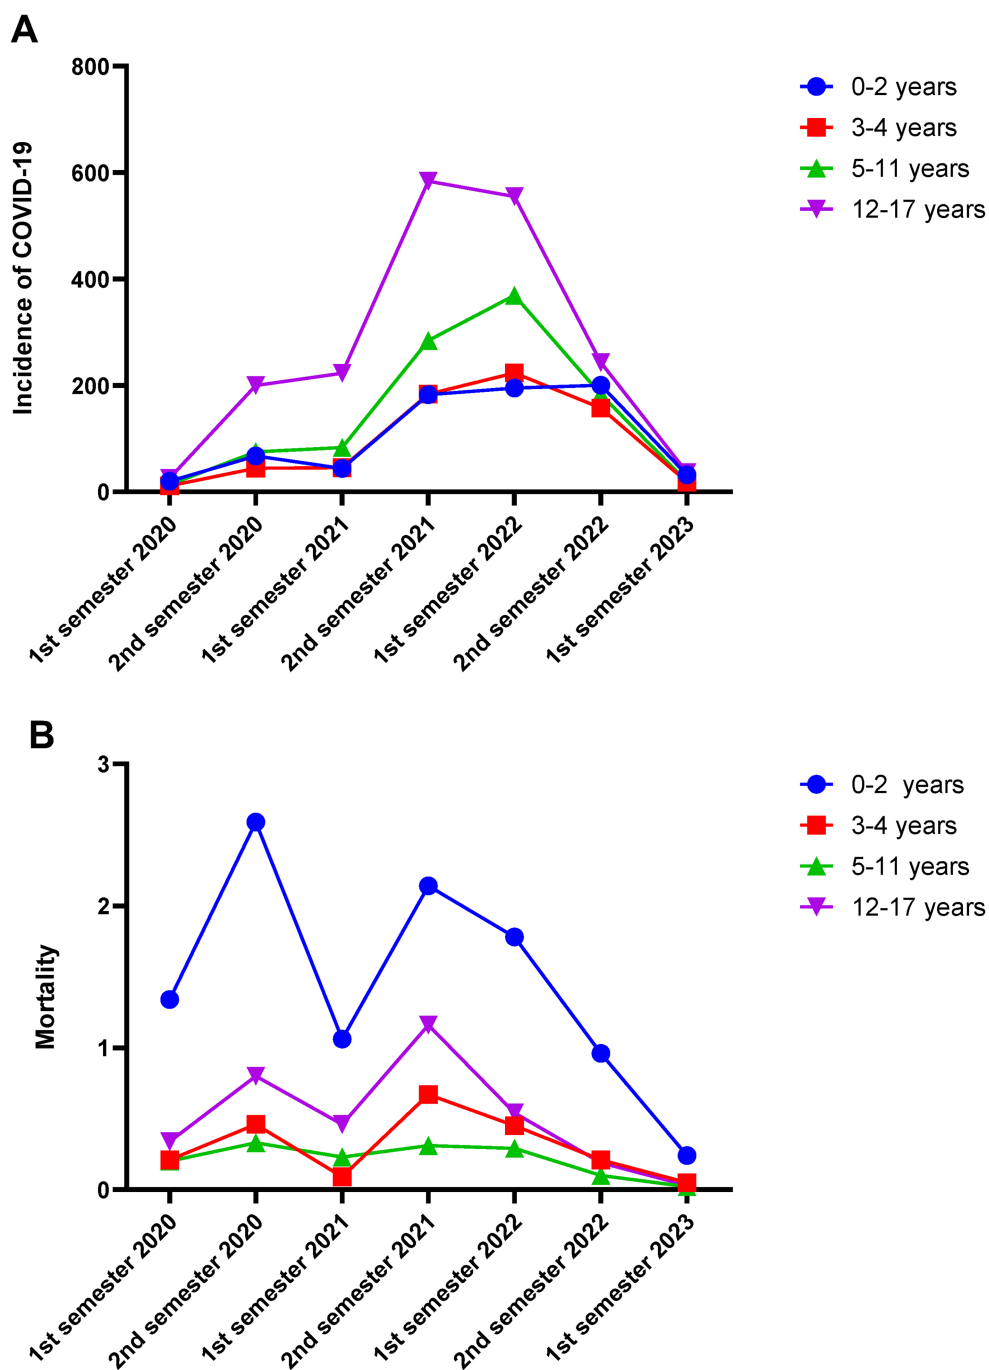 A
800
600
400
200
0
Incidence of COVID-19
0-2 years
3-4 years
5-11 years
12-17 years
1st semester 2020
2nd semester 2020
1st semester 2021
2nd semester 2021
1st semester 2022
2nd semester 2022
1st semester 2023
B
3
2
1
0
Mortality
0-2  years
3-4 years
5-11 years
12-17 years
1st semester 2020
2nd semester 2020
1st semester 2021
2nd semester 2021
1st semester 2022
2nd semester 2022
1st semester 2023